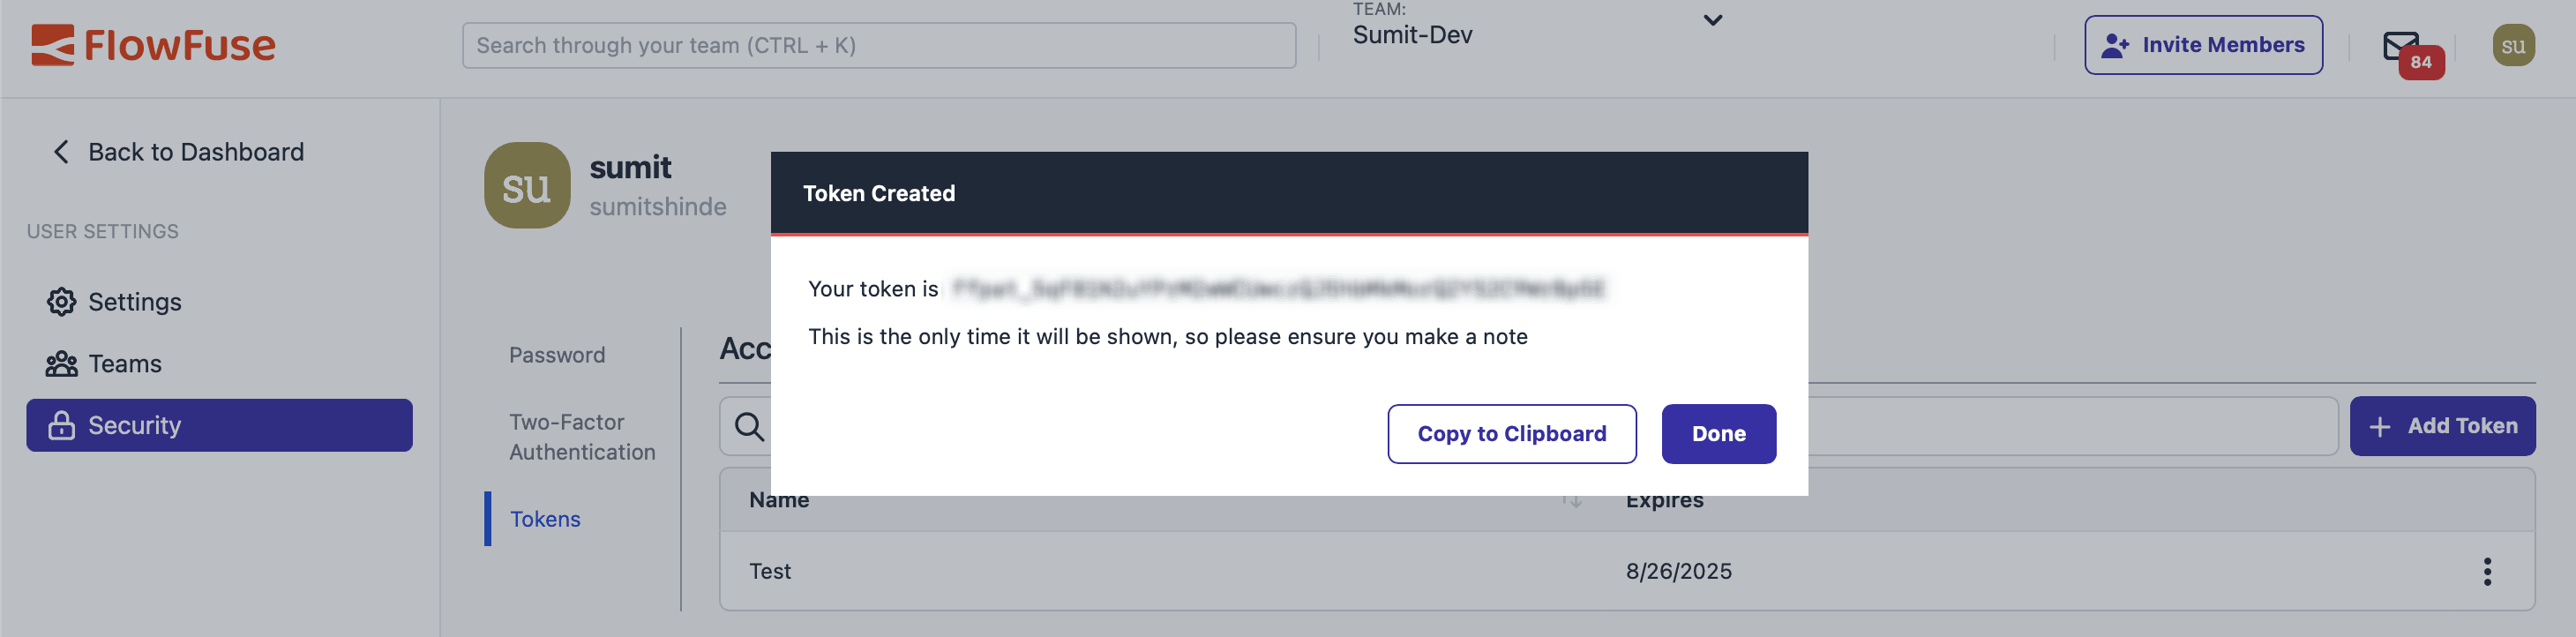 FlowFuse
Search through your team (CTRL + K)
TEAM:
Sumit-Dev
Invite Members
84
su
Back to Dashboard
USER SETTINGS
Settings
Teams
Security
su
sumit
sumitshinde
Password
Two-Factor
Authentication
Tokens
Acc
Token Created
Your token is
This is the only time it will be shown, so please ensure you make a note
Copy to Clipboard
Done
Add Token
Name
Expires
Test
8/26/2025